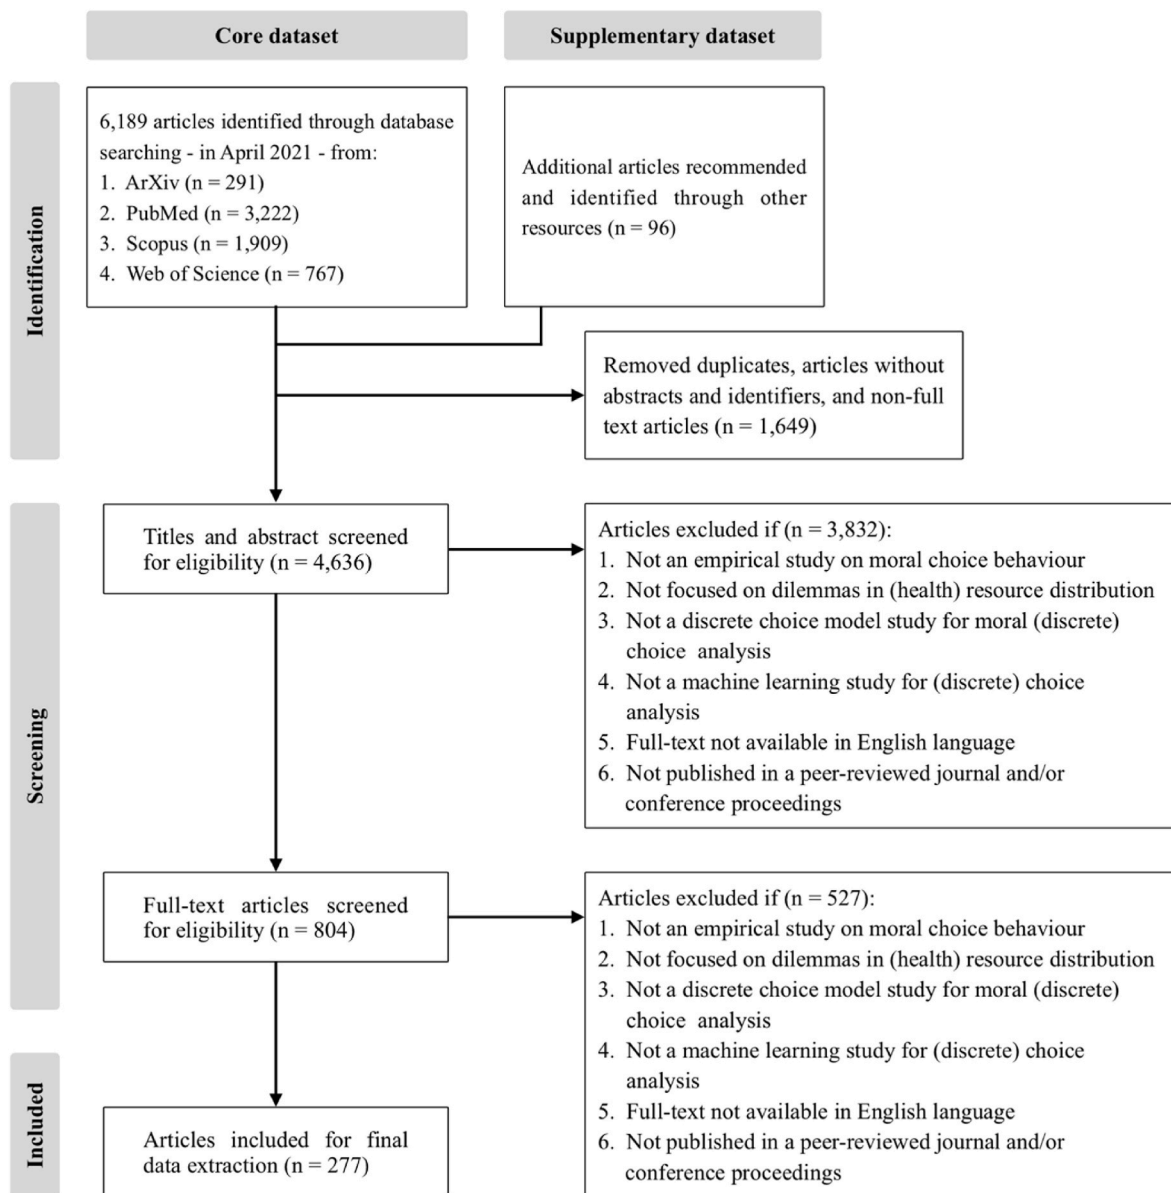 Core dataset
Supplementary dataset
Identification
6,189 articles identified through database
searching - in April 2021 - from:
1. ArXiv (n = 291)
2. PubMed (n = 3,222)
3. Scopus (n = 1,909)
4. Web of Science (n = 767)
Additional articles recommended
and identified through other
resources (n = 96)
Removed duplicates, articles without
abstracts and identifiers, and non-full
text articles (n = 1,649)
Screening
Titles and abstract screened
for eligibility (n = 4,636)
Articles excluded if (n = 3,832):
1. Not an empirical study on moral choice behaviour
2. Not focused on dilemmas in (health) resource distribution
3. Not a discrete choice model study for moral (discrete)
choice analysis
4. Not a machine learning study for (discrete) choice
analysis
5. Full-text not available in English language
6. Not published in a peer-reviewed journal and/or
conference proceedings
Full-text articles screened
for eligibility (n = 804)
Articles excluded if (n = 527):
1. Not an empirical study on moral choice behaviour
2. Not focused on dilemmas in (health) resource distribution
3. Not a discrete choice model study for moral (discrete)
choice analysis
4. Not a machine learning study for (discrete) choice
analysis
5. Full-text not available in English language
6. Not published in a peer-reviewed journal and/or
conference proceedings
Included
Articles included for final
data extraction (n = 277)